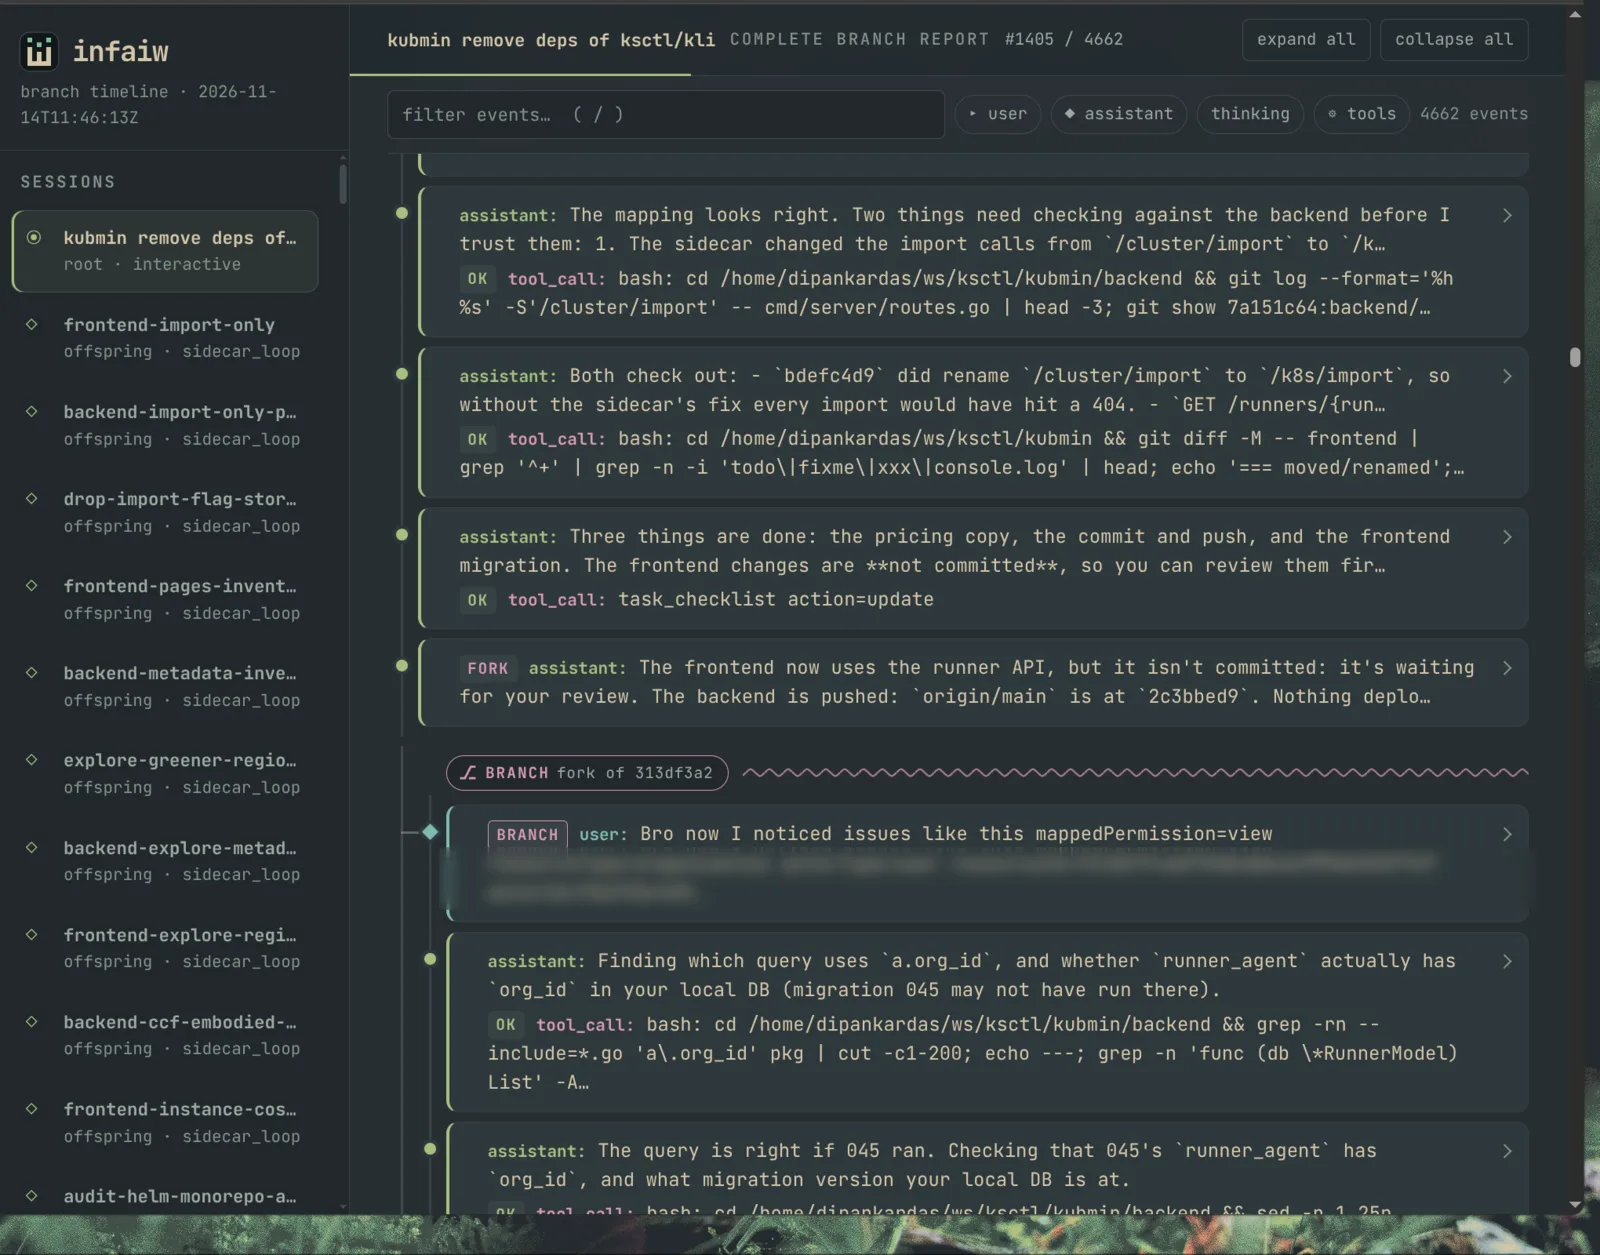 infaiw
branch timeline · 2026-11-
14T11:46:13Z
SESSIONS
kubmin remove deps of…
root · interactive
frontend-import-only
offspring · sidecar_loop
backend-import-only-p…
offspring · sidecar_loop
drop-import-flag-stor…
offspring · sidecar_loop
frontend-pages-invent…
offspring · sidecar_loop
backend-metadata-inve…
offspring · sidecar_loop
explore-greener-regio…
offspring · sidecar_loop
backend-explore-metad…
offspring · sidecar_loop
frontend-explore-regi…
offspring · sidecar_loop
backend-ccf-embodied-…
offspring · sidecar_loop
frontend-instance-cos…
offspring · sidecar_loop
audit-helm-monorepo-a…
kubmin remove deps of ksctl/kli COMPLETE BRANCH REPORT #1405 / 4662
expand all
collapse all
filter events… ( / )
‣ user
◆ assistant
thinking
⚙ tools
4662 events
assistant: The mapping looks right. Two things need checking against the backend before I
trust them: 1. The sidecar changed the import calls from `/cluster/import` to `/k…
OK tool_call: bash: cd /home/dipankardas/ws/ksctl/kubmin/backend && git log --format='%h
%s' -S'/cluster/import' -- cmd/server/routes.go | head -3; git show 7a151c64:backend/…
assistant: Both check out: - `bdefc4d9` did rename `/cluster/import` to `/k8s/import`, so
without the sidecar's fix every import would have hit a 404. - `GET /runners/{run…
OK tool_call: bash: cd /home/dipankardas/ws/ksctl/kubmin && git diff -M -- frontend |
grep '^+' | grep -n -i 'todo\|fixme\|xxx\|console.log' | head; echo '=== moved/renamed';…
assistant: Three things are done: the pricing copy, the commit and push, and the frontend
migration. The frontend changes are **not committed**, so you can review them fir…
OK tool_call: task_checklist action=update
FORK assistant: The frontend now uses the runner API, but it isn't committed: it's waiting
for your review. The backend is pushed: `origin/main` is at `2c3bbed9`. Nothing deplo…
BRANCH fork of 313df3a2
BRANCH user: Bro now I noticed issues like this mappedPermission=view
assistant: Finding which query uses `a.org_id`, and whether `runner_agent` actually has
`org_id` in your local DB (migration 045 may not have run there).
OK tool_call: bash: cd /home/dipankardas/ws/ksctl/kubmin/backend && grep -rn --
include=*.go 'a\.org_id' pkg | cut -c1-200; echo ---; grep -n 'func (db \*RunnerModel)
List' -A…
assistant: The query is right if 045 ran. Checking that 045's `runner_agent` has
`org_id`, and what migration version your local DB is at.
OK tool_call: bash: cd /home/dipankardas/ws/ksctl/kubmin/backend && sed -n 1,25p